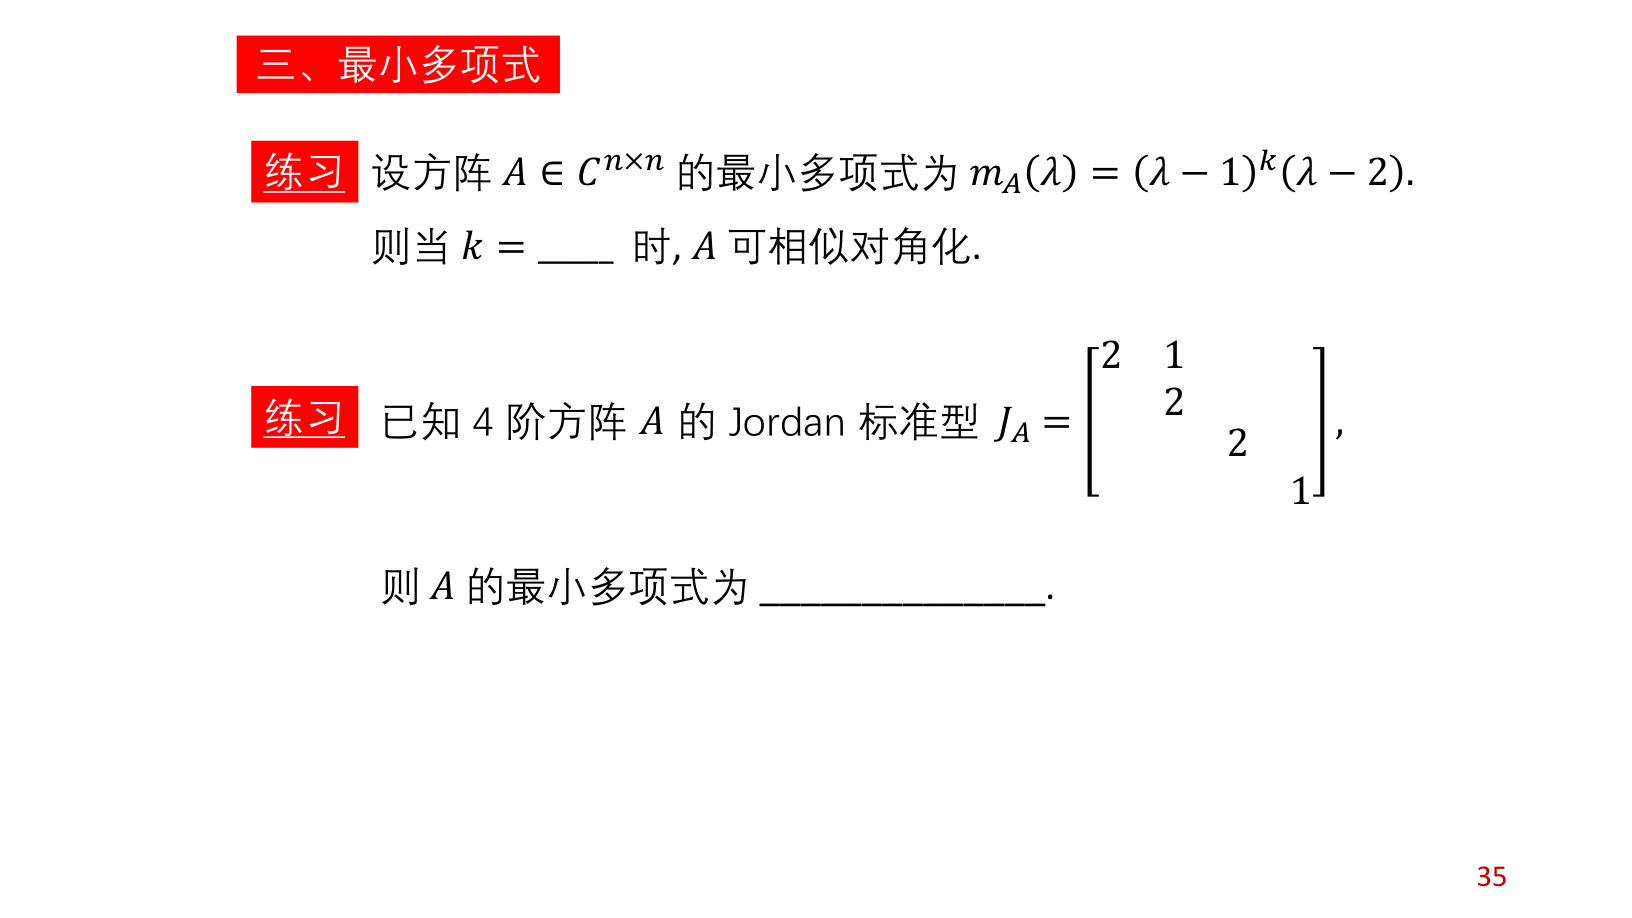 三、最小多项式
练习 设方阵 A ∈ C^{n×n} 的最小多项式为 m_A(λ) = (λ − 1)^k(λ − 2).
则当 k = ____ 时, A 可相似对角化.
练习 已知 4 阶方阵 A 的 Jordan 标准型 J_A = [2 1
2
2
1],
则 A 的最小多项式为 ______________.
35